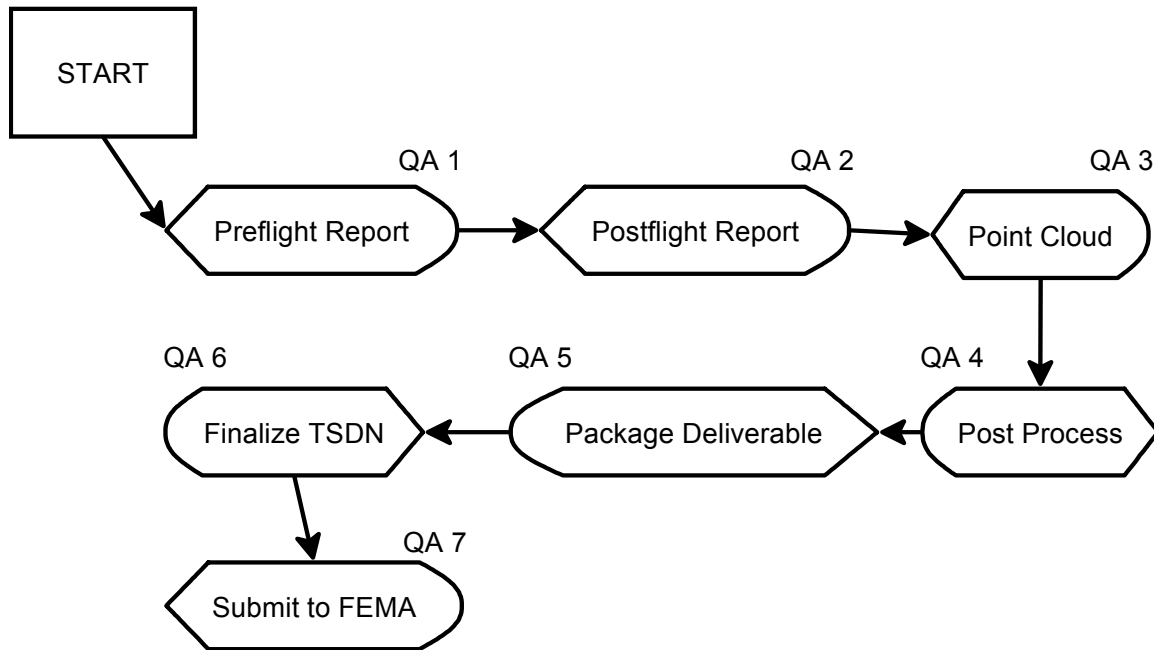 START
QA 1
Preflight Report
QA 2
Postflight Report
QA 3
Point Cloud
QA 4
Post Process
QA 5
Package Deliverable
QA 6
Finalize TSDN
QA 7
Submit to FEMA